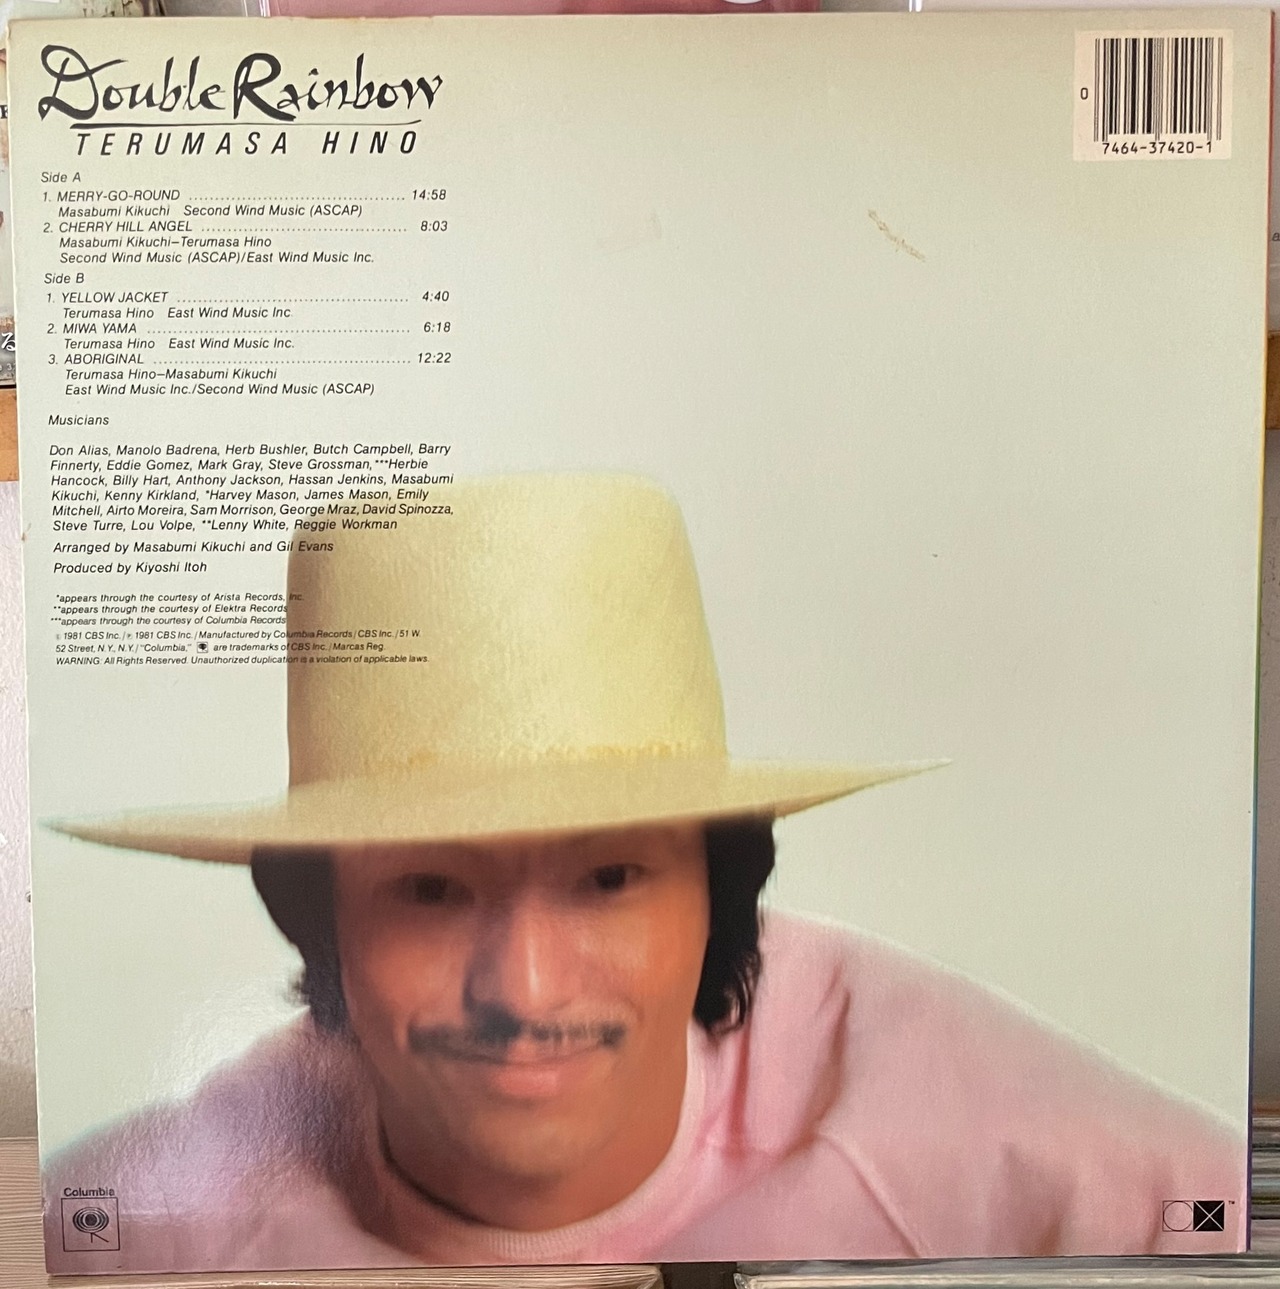 Double Rainbow
TERUMASA HINO
0
7464-37420-1
Side A
1. MERRY-GO-ROUND ........................................ 14:58
Masabumi Kikuchi Second Wind Music (ASCAP)
2. CHERRY HILL ANGEL ...................................... 8:03
Masabumi Kikuchi–Terumasa Hino
Second Wind Music (ASCAP)/East Wind Music Inc.
Side B
1. YELLOW JACKET ........................................... 4:40
Terumasa Hino East Wind Music Inc.
2. MIWA YAMA ................................................ 6:18
Terumasa Hino East Wind Music Inc.
3. ABORIGINAL ............................................... 12:22
Terumasa Hino–Masabumi Kikuchi
East Wind Music Inc./Second Wind Music (ASCAP)
Musicians
Don Alias, Manolo Badrena, Herb Bushler, Butch Campbell, Barry
Finnerty, Eddie Gomez, Mark Gray, Steve Grossman, ***Herbie
Hancock, Billy Hart, Anthony Jackson, Hassan Jenkins, Masabumi
Kikuchi, Kenny Kirkland, *Harvey Mason, James Mason, Emily
Mitchell, Airto Moreira, Sam Morrison, George Mraz, David Spinozza,
Steve Turre, Lou Volpe, **Lenny White, Reggie Workman
Arranged by Masabumi Kikuchi and Gil Evans
Produced by Kiyoshi Itoh
*appears through the courtesy of Arista Records, Inc.
**appears through the courtesy of Elektra Records
***appears through the courtesy of Columbia Records
© 1981 CBS Inc./℗ 1981 CBS Inc./Manufactured by Columbia Records/CBS Inc./51 W.
52 Street, N.Y., N.Y./"Columbia," are trademarks of CBS Inc./Marcas Reg.
WARNING: All Rights Reserved. Unauthorized duplication is a violation of applicable laws.
Columbia
™